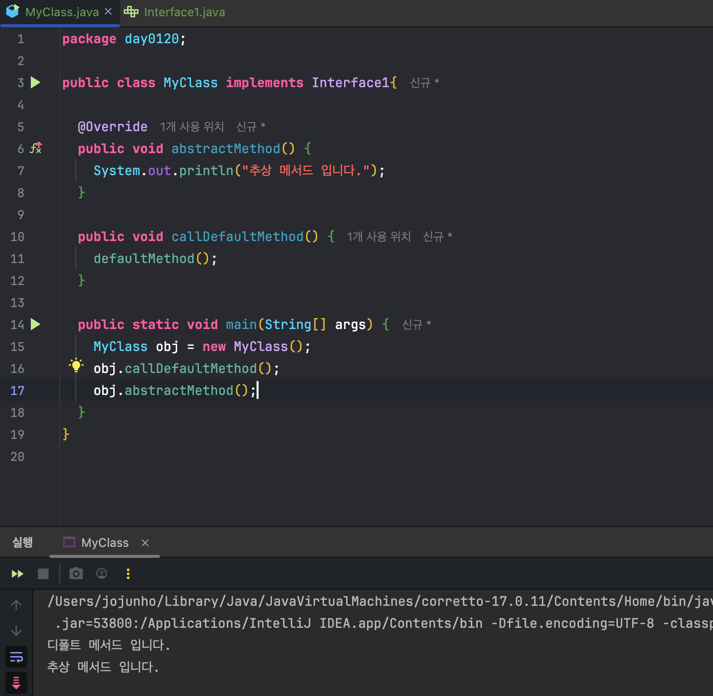 MyClass.java × Interface1.java
1 package day0120;
2
3 public class MyClass implements Interface1{ 신규 *
4
5 @Override 1개 사용 위치 신규 *
6 public void abstractMethod() {
7 System.out.println("추상 메서드 입니다.");
8 }
9
10 public void callDefaultMethod() { 1개 사용 위치 신규 *
11 defaultMethod();
12 }
13
14 public static void main(String[] args) { 신규 *
15 MyClass obj = new MyClass();
16 obj.callDefaultMethod();
17 obj.abstractMethod();
18 }
19 }
20
실행 MyClass ×
/Users/jojunho/Library/Java/JavaVirtualMachines/corretto-17.0.11/Contents/Home/bin/jav
.jar=53800:/Applications/IntelliJ IDEA.app/Contents/bin -Dfile.encoding=UTF-8 -classp
디폴트 메서드 입니다.
추상 메서드 입니다.